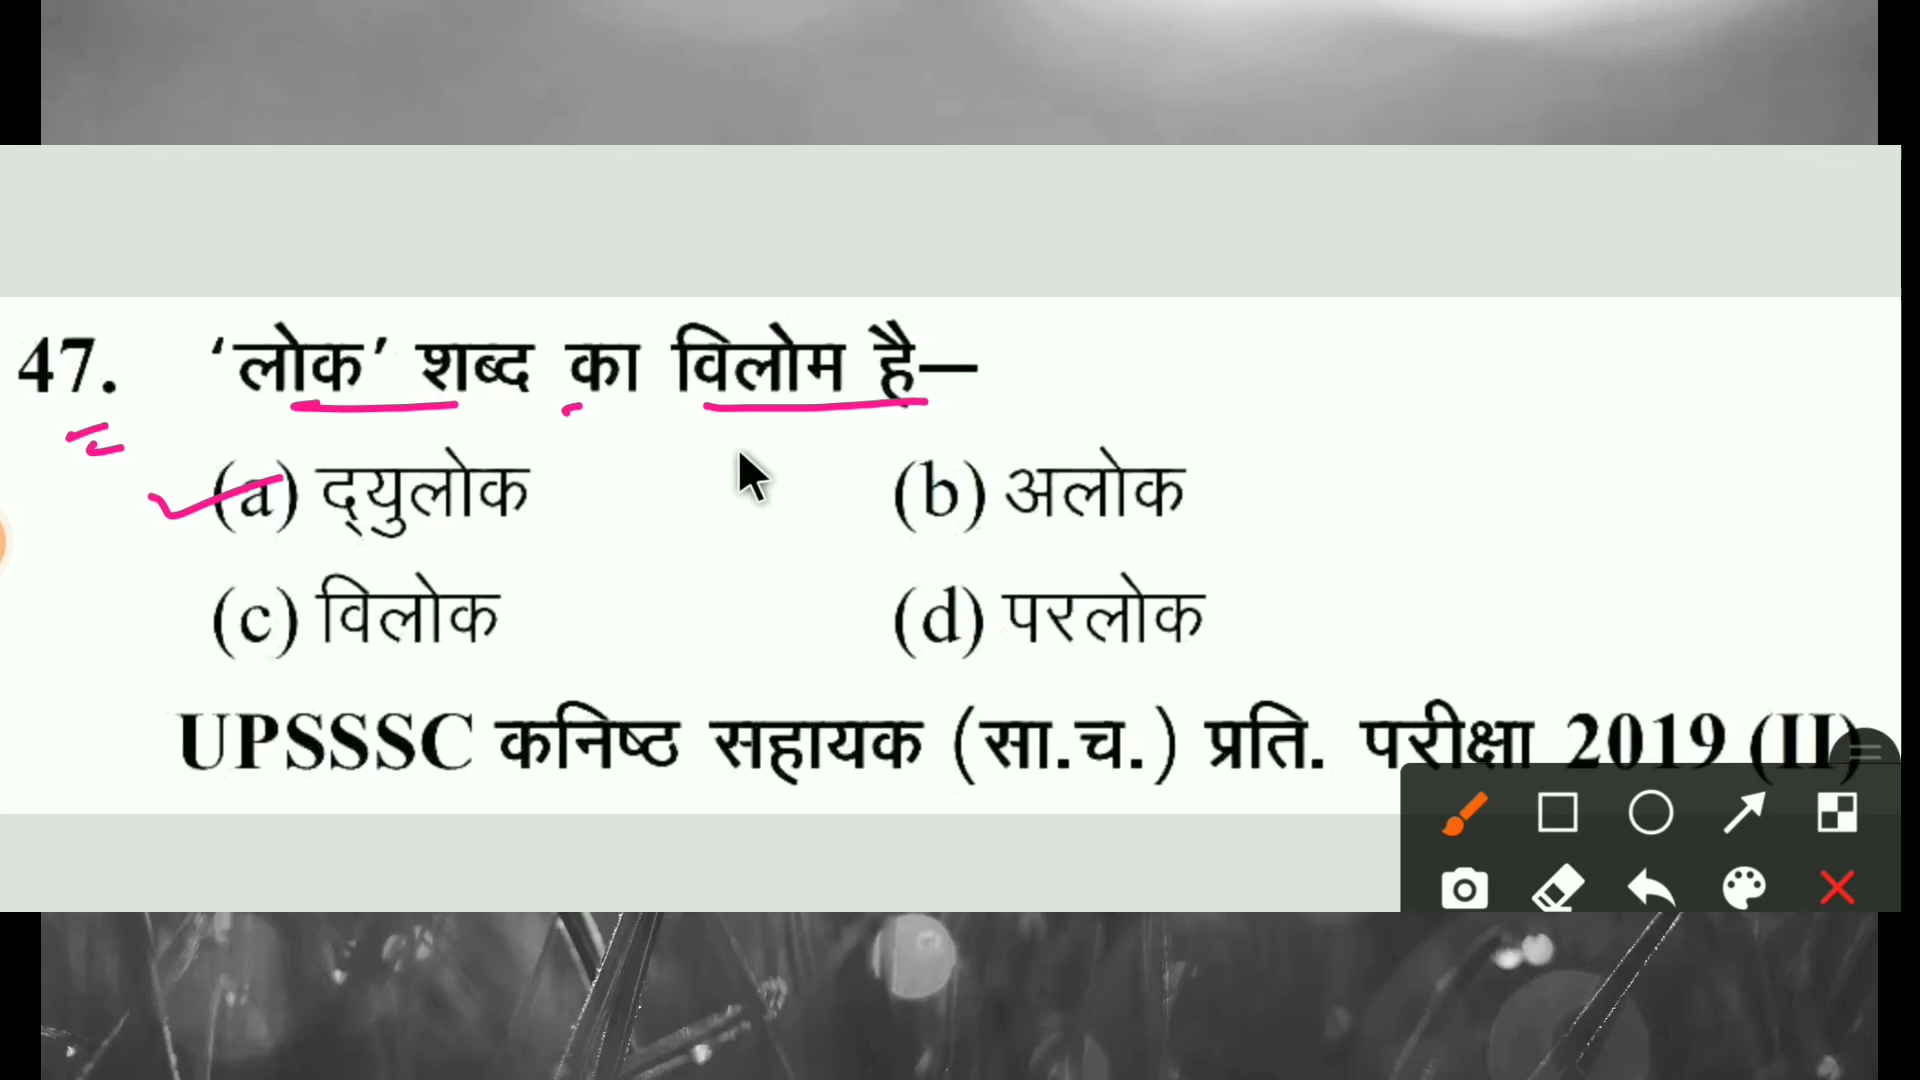 47. ‘लोक’ शब्द का विलोम है—
(a) द्‌युलोक (b) अलोक
(c) विलोक (d) परलोक
UPSSSC कनिष्ठ सहायक (सा.च.) प्रति. परीक्षा 2019 (II)